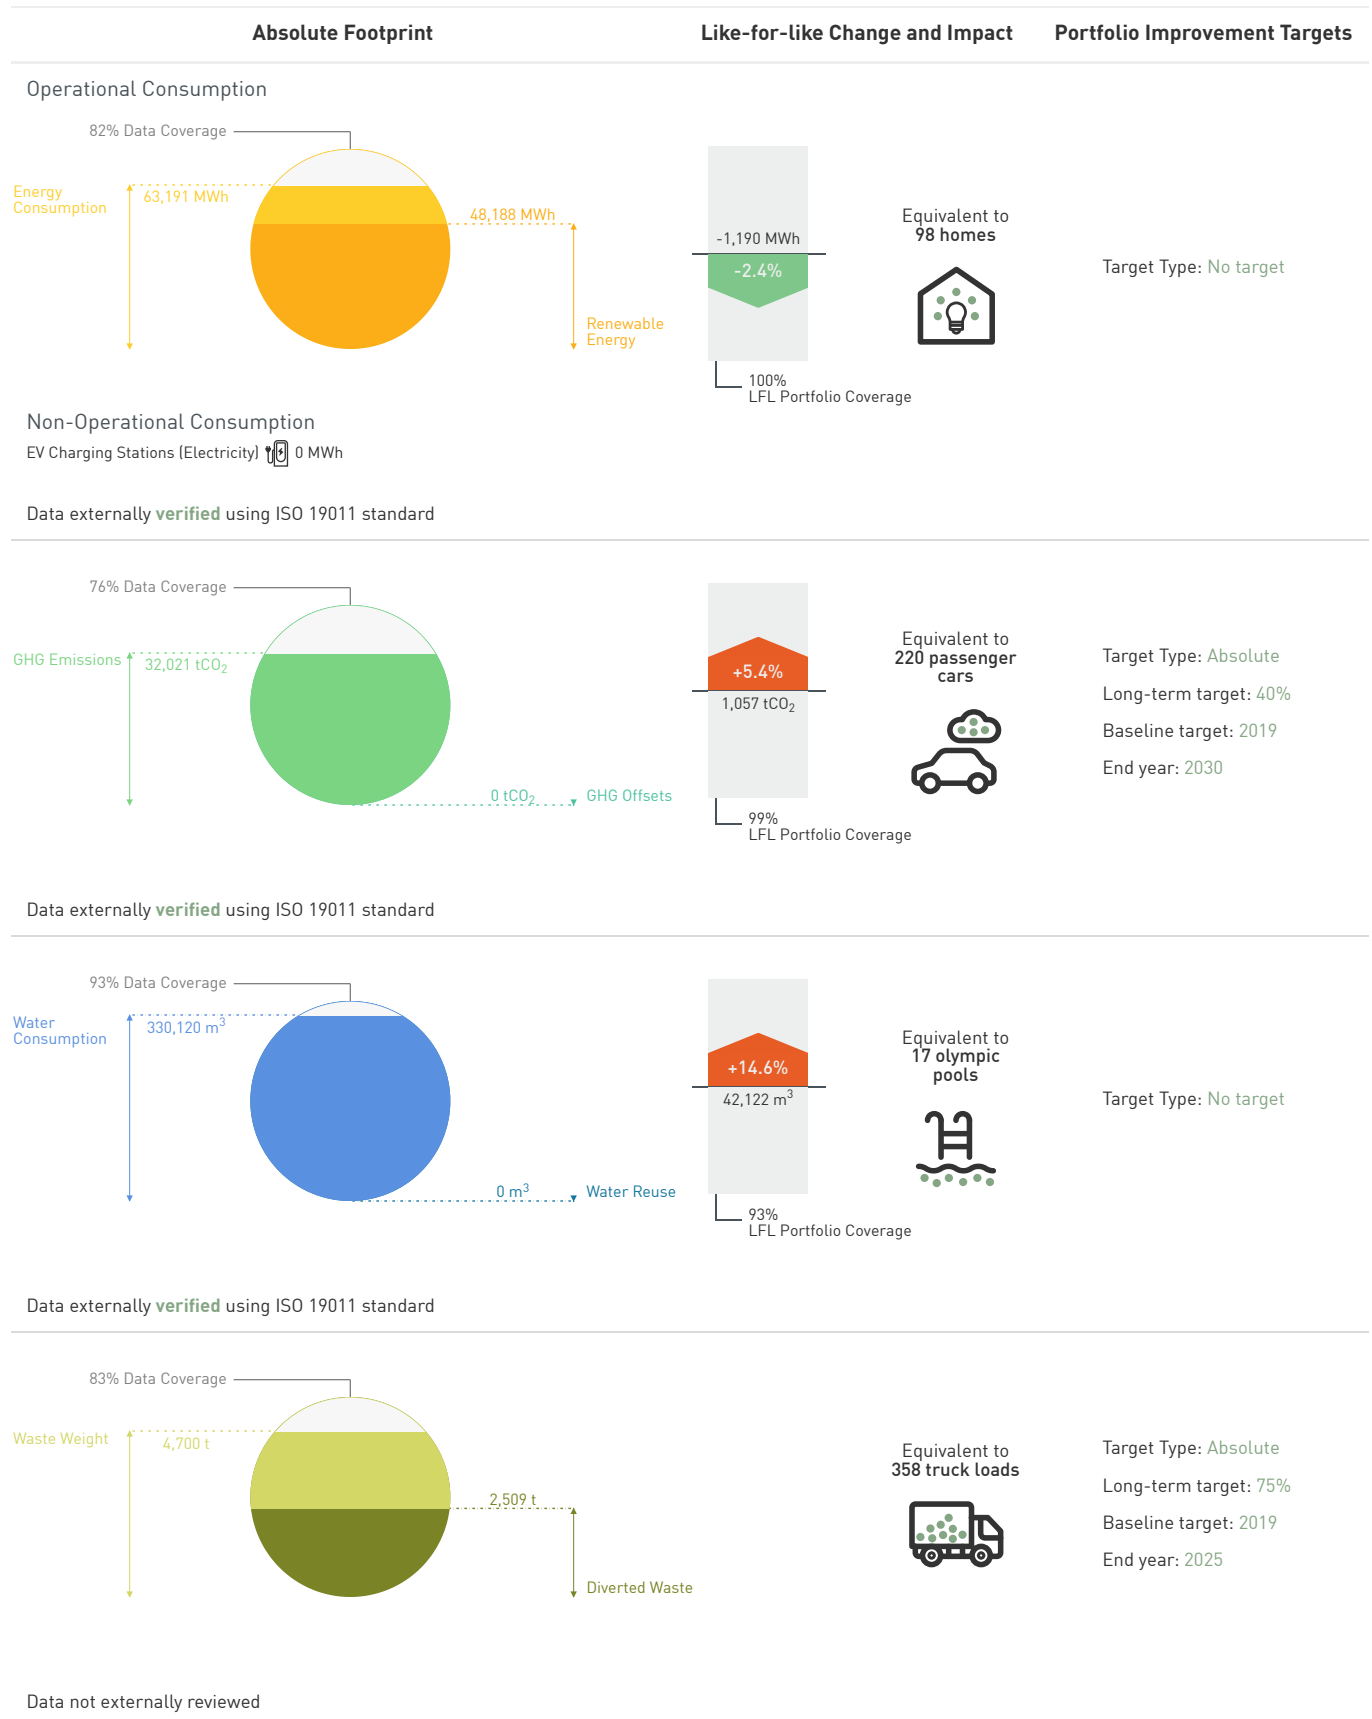 Absolute Footprint
Like-for-like Change and Impact
Portfolio Improvement Targets
Operational Consumption
82% Data Coverage
Energy
Consumption
63,191 MWh
48,188 MWh
Renewable
Energy
-1,190 MWh
-2.4%
100%
LFL Portfolio Coverage
Equivalent to
98 homes
Target Type: No target
Non-Operational Consumption
EV Charging Stations (Electricity) 0 MWh
Data externally verified using ISO 19011 standard
76% Data Coverage
GHG Emissions
32,021 tCO₂
0 tCO₂
GHG Offsets
+5.4%
1,057 tCO₂
99%
LFL Portfolio Coverage
Equivalent to
220 passenger
cars
Target Type: Absolute
Long-term target: 40%
Baseline target: 2019
End year: 2030
Data externally verified using ISO 19011 standard
93% Data Coverage
Water
Consumption
330,120 m³
0 m³
Water Reuse
+14.6%
42,122 m³
93%
LFL Portfolio Coverage
Equivalent to
17 olympic
pools
Target Type: No target
Data externally verified using ISO 19011 standard
83% Data Coverage
Waste Weight
4,700 t
2,509 t
Diverted Waste
Equivalent to
358 truck loads
Target Type: Absolute
Long-term target: 75%
Baseline target: 2019
End year: 2025
Data not externally reviewed